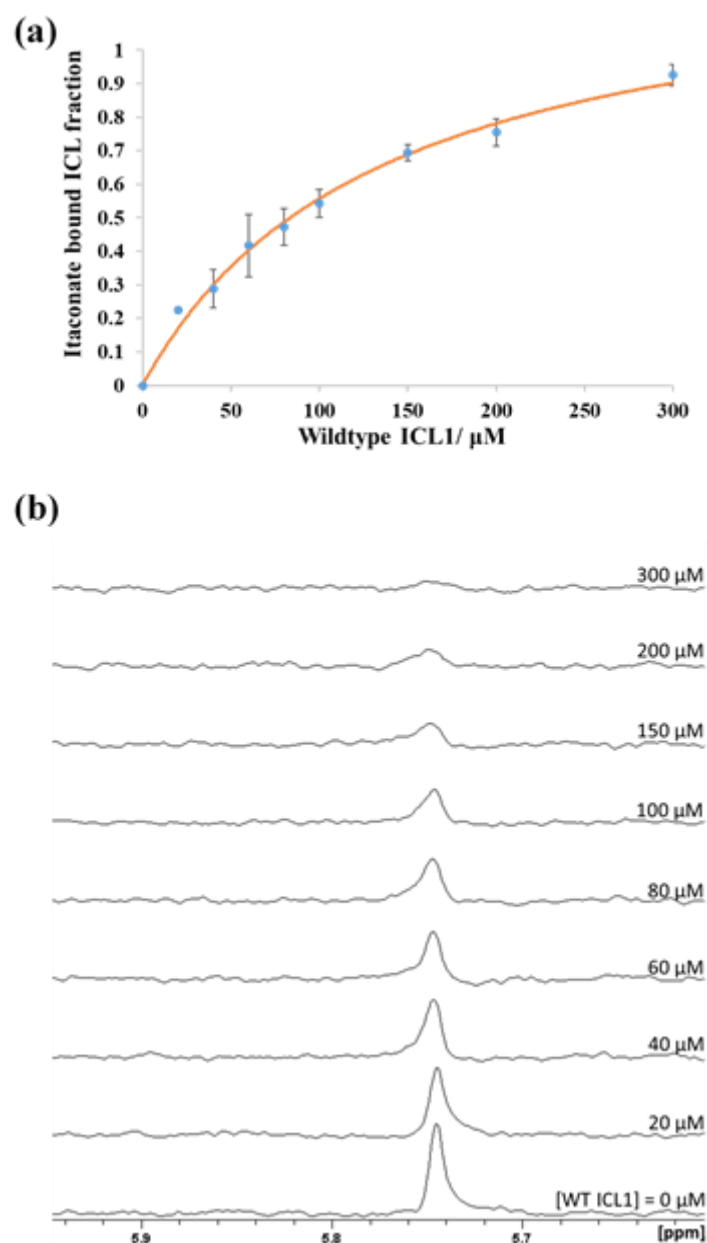 (a)
1
0.9
0.8
0.7
0.6
0.5
0.4
0.3
0.2
0.1
0
Itaconate bound ICL fraction
0 50 100 150 200 250 300
Wildtype ICL1/ μM
(b)
300 μM
200 μM
150 μM
100 μM
80 μM
60 μM
40 μM
20 μM
[WT ICL1] = 0 μM
5.9 5.8 5.7 [ppm]